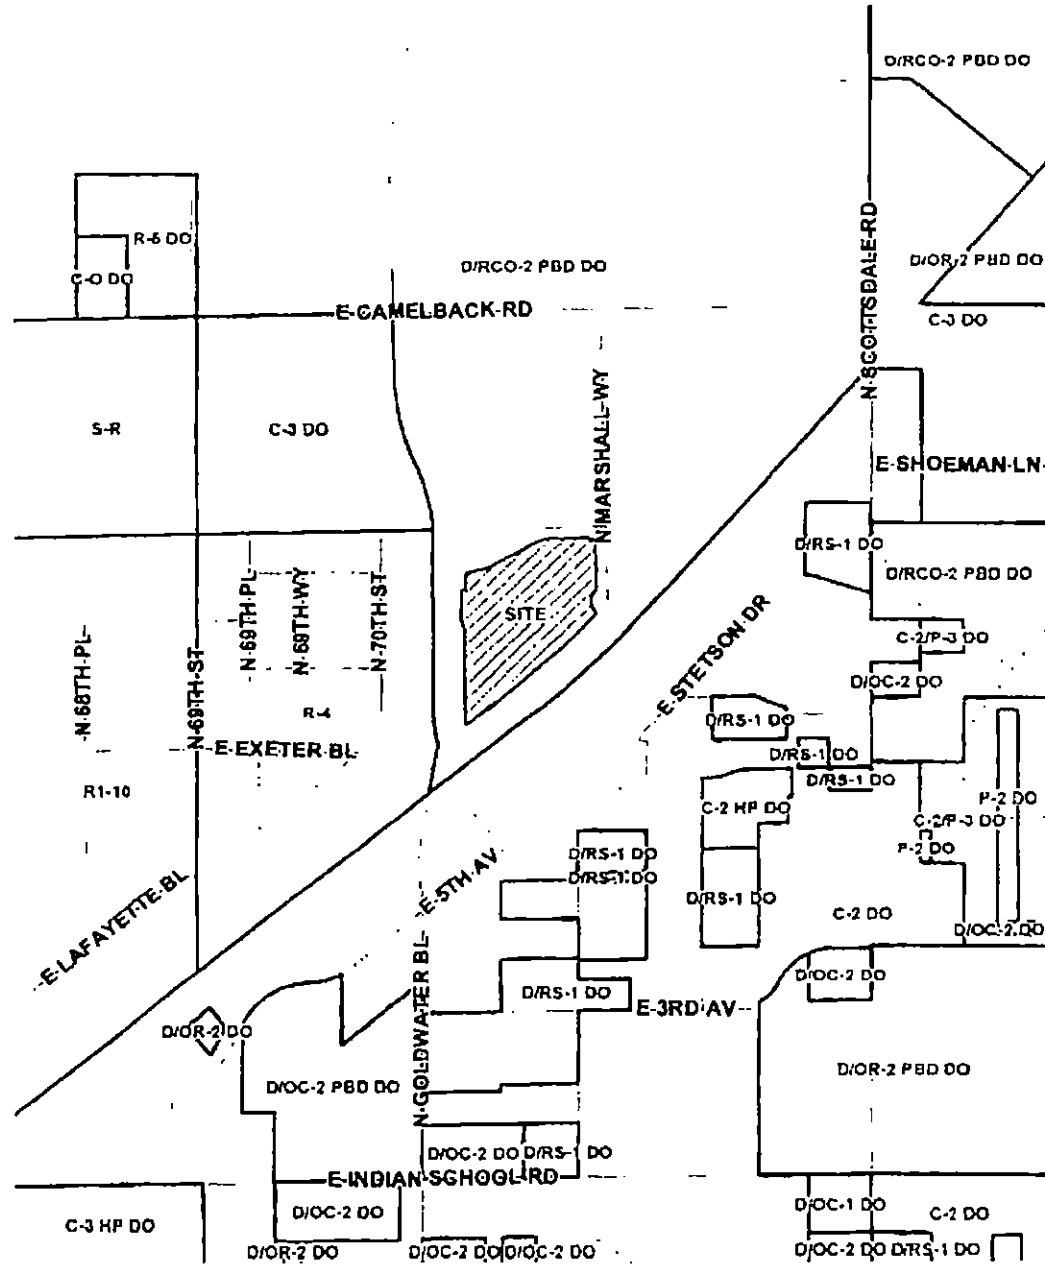 D/RCO-2 PBD DO
N-SCOTTSDALE-RD
R-5 DO
C-O DO
D/RCO-2 PBD DO
D/OR-2 PBD DO
E-CAMELBACK-RD
C-3 DO
N-MARSHALL-WY
S-R
C-3 DO
E-SHOEMAN-LN-
D/RS-1 DO
D/RCO-2 PBD DO
N-69TH-PL
N-69TH-WY
N-70TH-ST
SITE
E-STETSON-DR
C-2/P-3 DO
-N-68TH-PL-
N-69TH-ST
D/OC-2 DO
R-4
D/RS-1 DO
E-EXETER-BL
D/RS-1 DO
D/RS-1 DO
R1-10
C-2 HP DO
P-2 DO
C-2/P-3 DO
P-2 DO
D/RS-1 DO
D/RS-1 DO
E-5TH-AV
D/RS-1 DO
C-2 DO
E-LAFAYETTE-BL
D/OC-2 DO
D/OC-2 DO
N-GOLDWATER BL-
D/RS-1 DO
E-3RD-AV
D/OR-2 DO
D/OC-2 PBD DO
D/OR-2 PBD DO
D/OC-2 DO
D/RS-1 DO
E-INDIAN-SCHOOL-RD
C-3 HP DO
D/OC-2 DO
D/OC-1 DO
C-2 DO
D/OR-2 DO
D/OC-2 DO
D/OC-2 DO
D/OC-2 DO
D/RS-1 DO